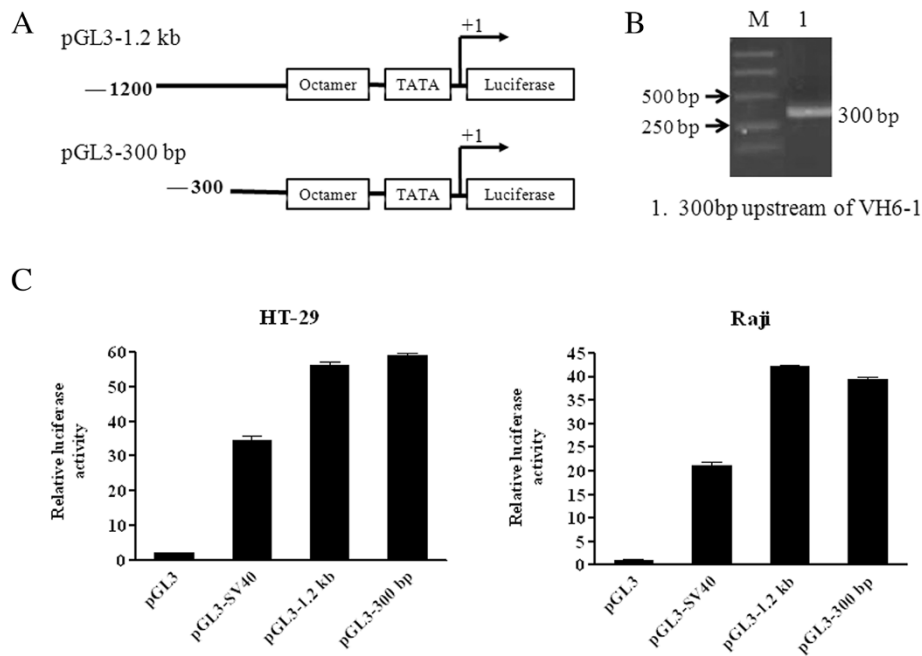 A
pGL3-1.2 kb
+1
—1200
Octamer
TATA
Luciferase
pGL3-300 bp
+1
—300
Octamer
TATA
Luciferase
B
M 1
500 bp
250 bp
300 bp
1. 300bp upstream of VH6-1
C
HT-29
Relative luciferase
activity
60
50
40
30
20
10
0
pGL3
pGL3-SV40
pGL3-1.2 kb
pGL3-300 bp
Raji
Relative luciferase
activity
45
40
35
30
25
20
15
10
5
0
pGL3
pGL3-SV40
pGL3-1.2 kb
pGL3-300 bp